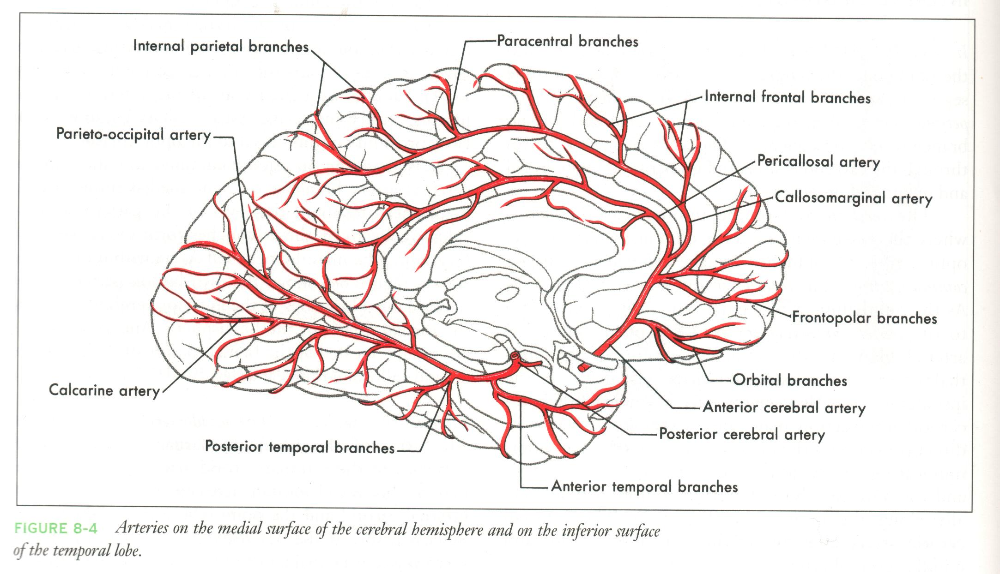 Internal parietal branches
Paracentral branches
Internal frontal branches
Parieto-occipital artery
Pericallosal artery
Callosomarginal artery
Frontopolar branches
Calcarine artery
Orbital branches
Anterior cerebral artery
Posterior cerebral artery
Posterior temporal branches
Anterior temporal branches
FIGURE 8-4 Arteries on the medial surface of the cerebral hemisphere and on the inferior surface
of the temporal lobe.